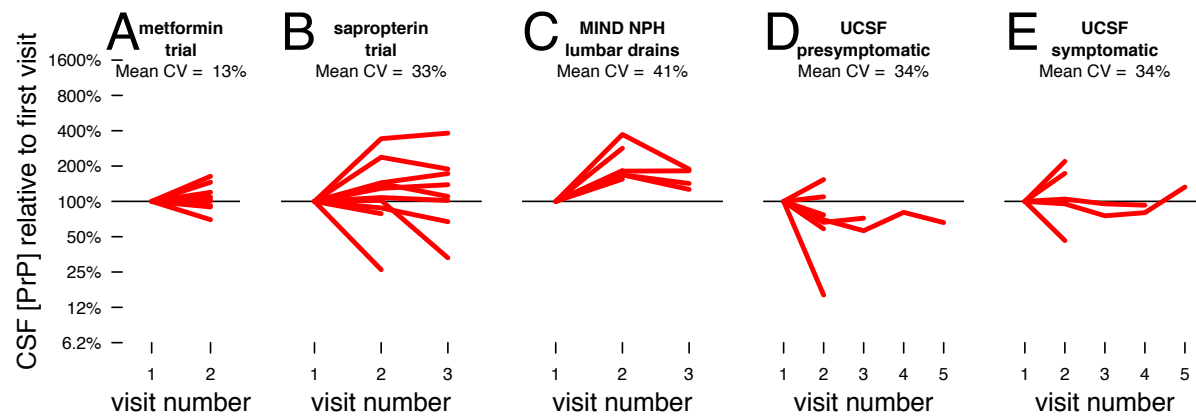 A metformin
trial
Mean CV = 13%
B sapropterin
trial
Mean CV = 33%
C MIND NPH
lumbar drains
Mean CV = 41%
D UCSF
presymptomatic
Mean CV = 34%
E UCSF
symptomatic
Mean CV = 34%
CSF [PrP] relative to first visit
1600%
800%
400%
200%
100%
50%
25%
12%
6.2%
1 2
visit number
1 2 3
visit number
1 2 3
visit number
1 2 3 4 5
visit number
1 2 3 4 5
visit number